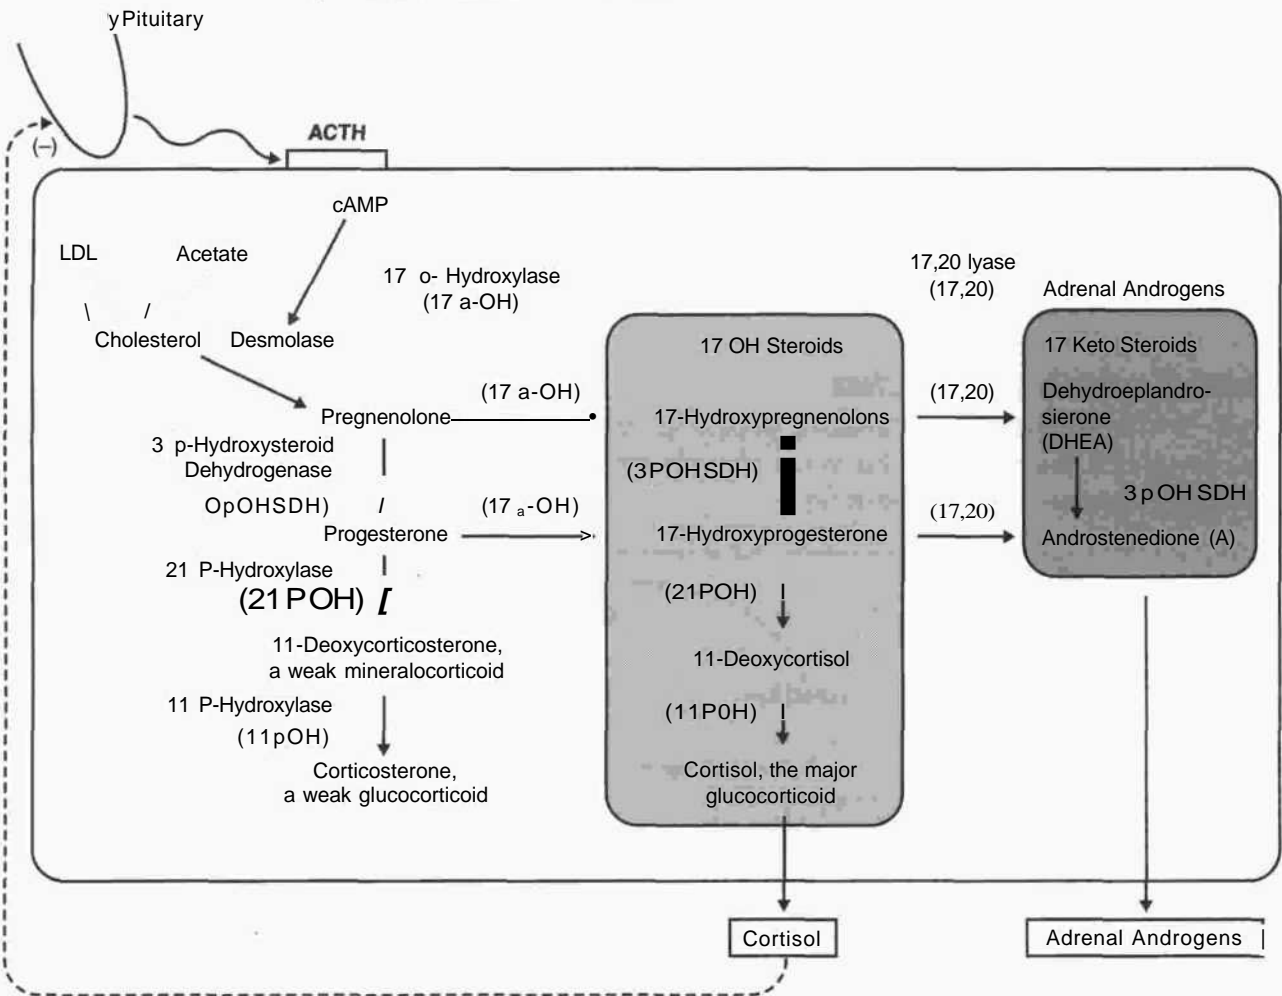 yPituitary
(–)
ACTH
cAMP
LDL
Acetate
17 o- Hydroxylase
(17 a-OH)
17,20 lyase
(17,20)
Adrenal Androgens
\ /
Cholesterol
Desmolase
17 OH Steroids
17 Keto Steroids
Pregnenolone
(17 a-OH)
17-Hydroxypregnenolons
(17,20)
Dehydroeplandro-
sierone
(DHEA)
3 p-Hydroxysteroid
Dehydrogenase
OpOHSDH)
(3POHSDH)
3pOHSDH
Progesterone
(17 a-OH)
17-Hydroxyprogesterone
(17,20)
Androstenedione (A)
21 P-Hydroxylase
(21POH) [
(21POH)
11-Deoxycorticosterone,
a weak mineralocorticoid
11-Deoxycortisol
11 P-Hydroxylase
(11pOH)
(11P0H)
Corticosterone,
a weak glucocorticoid
Cortisol, the major
glucocorticoid
Cortisol
Adrenal Androgens